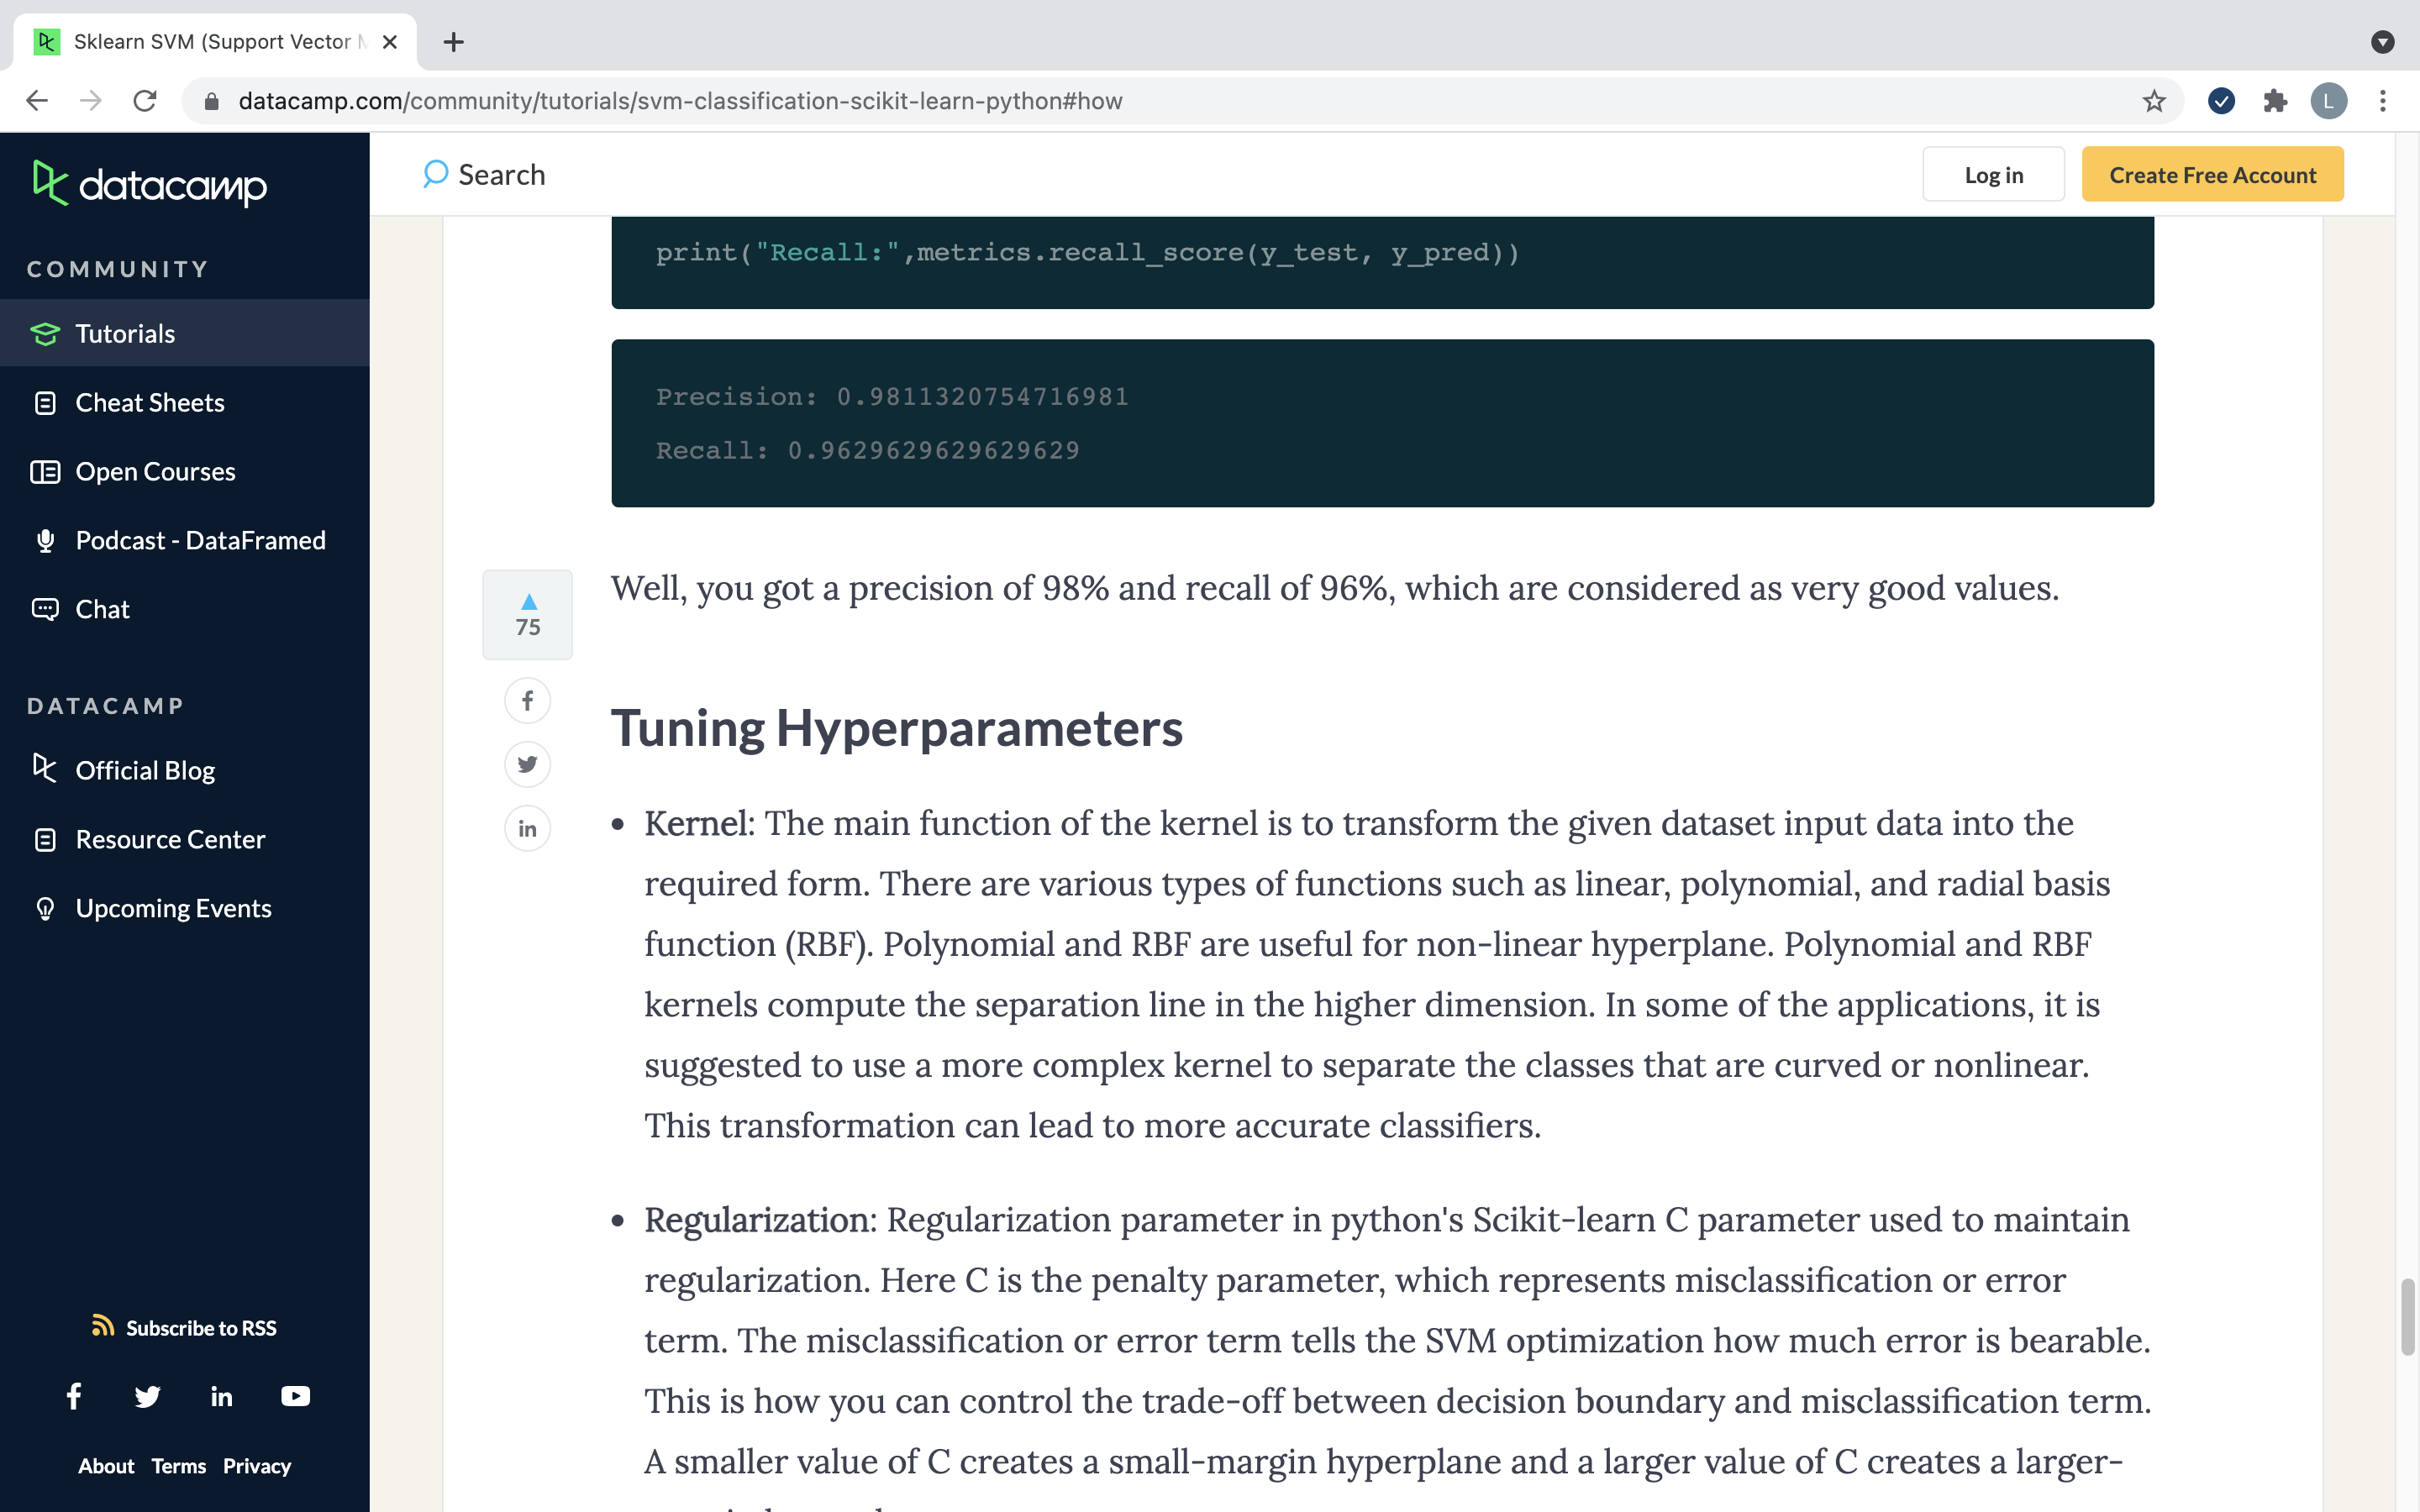 Sklearn SVM (Support Vector M
datacamp.com/community/tutorials/svm-classification-scikit-learn-python#how
L
datacamp
Search
Log in
Create Free Account
COMMUNITY
Tutorials
Cheat Sheets
Open Courses
Podcast - DataFramed
Chat
DATACAMP
Official Blog
Resource Center
Upcoming Events
Subscribe to RSS
About Terms Privacy
print("Recall:",metrics.recall_score(y_test, y_pred))
Precision: 0.9811320754716981
Recall: 0.9629629629629629
75
Well, you got a precision of 98% and recall of 96%, which are considered as very good values.
Tuning Hyperparameters
• Kernel: The main function of the kernel is to transform the given dataset input data into the
required form. There are various types of functions such as linear, polynomial, and radial basis
function (RBF). Polynomial and RBF are useful for non-linear hyperplane. Polynomial and RBF
kernels compute the separation line in the higher dimension. In some of the applications, it is
suggested to use a more complex kernel to separate the classes that are curved or nonlinear.
This transformation can lead to more accurate classifiers.
• Regularization: Regularization parameter in python's Scikit-learn C parameter used to maintain
regularization. Here C is the penalty parameter, which represents misclassification or error
term. The misclassification or error term tells the SVM optimization how much error is bearable.
This is how you can control the trade-off between decision boundary and misclassification term.
A smaller value of C creates a small-margin hyperplane and a larger value of C creates a larger-